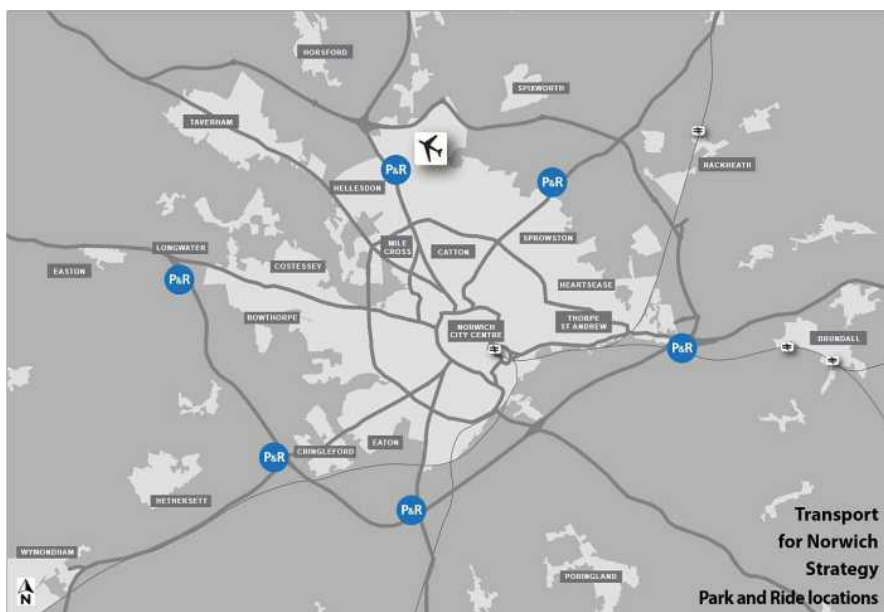 HORSFORD
SPIXWORTH
TAVERHAM
RACKHEATH
P&R
HELLESDON
P&R
MILE
CROSS
CATTON
SPROWSTON
LONGWATER
EASTON
COSTESSEY
P&R
HEARTSEASE
BOWTHORPE
NORWICH
CITY CENTRE
THORPE
ST ANDREW
P&R
BRUNDALL
EATON
CRINGLEFORD
P&R
HETHERSETT
P&R
WYMONDHAM
PORINGLAND
N
Transport
for Norwich
Strategy
Park and Ride locations